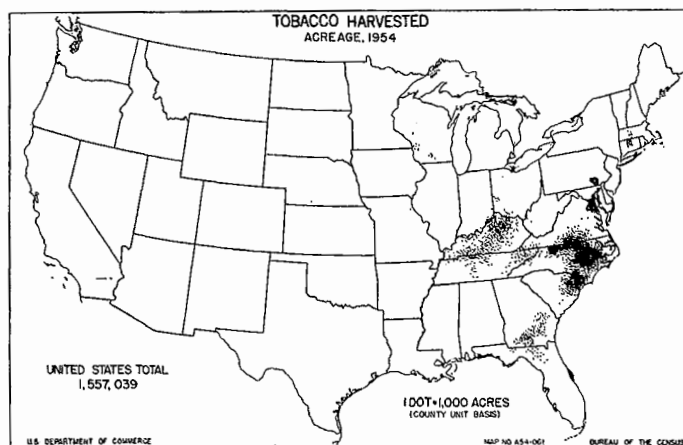 TOBACCO HARVESTED
ACREAGE, 1954
UNITED STATES TOTAL
1,557,039
1 DOT=1,000 ACRES
(COUNTY UNIT BASIS)
U.S. DEPARTMENT OF COMMERCE
MAP NO. A54-061
BUREAU OF THE CENSUS